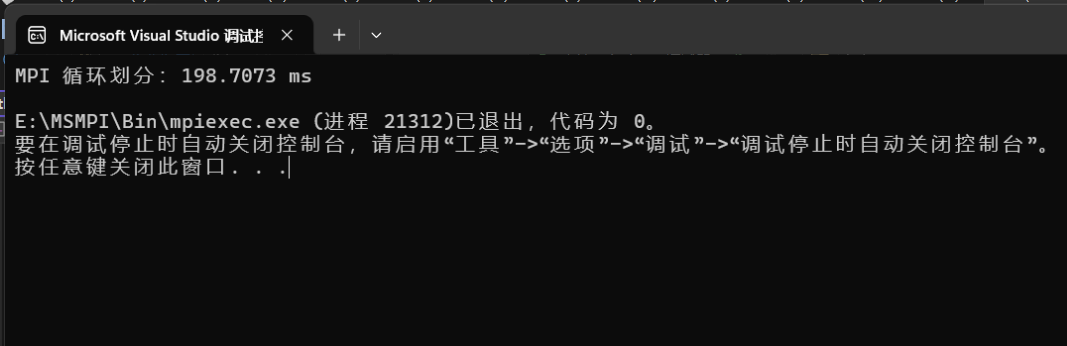 Microsoft Visual Studio 调试
MPI 循环划分: 198.7073 ms
E:\MSMPI\Bin\mpiexec.exe (进程 21312)已退出，代码为 0。
要在调试停止时自动关闭控制台，请启用“工具”->“选项”->“调试”->“调试停止时自动关闭控制台”。
按任意键关闭此窗口. . .